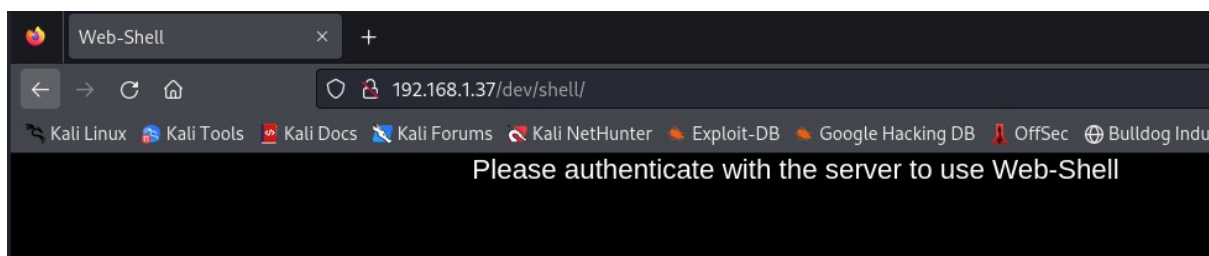 Web-Shell
192.168.1.37/dev/shell/
Kali Linux Kali Tools Kali Docs Kali Forums Kali NetHunter Exploit-DB Google Hacking DB OffSec Bulldog Indu
Please authenticate with the server to use Web-Shell